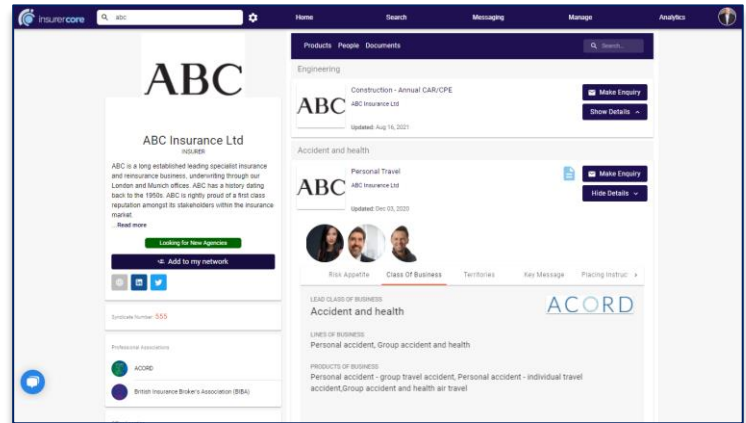 insurercore
abc
Home
Search
Messaging
Manage
Analytics
ABC
ABC Insurance Ltd
INSURER
ABC is a long established leading specialist insurance
and reinsurance business, underwriting through our
London and Munich offices. ABC has a history dating
back to the 1950s. ABC is rightly proud of a first class
reputation amongst its stakeholders within the insurance
market.
...Read more
Looking for New Agencies
Add to my network
Syndicate Number: 555
Professional Associations
ACORD
British Insurance Broker's Association (BIBA)
Products People Documents
Search...
Engineering
ABC
Construction - Annual CAR/CPE
ABC Insurance Ltd
Updated: Aug 16, 2021
Make Enquiry
Show Details
Accident and health
ABC
Personal Travel
ABC Insurance Ltd
Updated: Dec 03, 2020
Make Enquiry
Hide Details
Risk Appetite
Class Of Business
Territories
Key Message
Placing Instruc
LEAD CLASS OF BUSINESS
Accident and health
ACORD
LINES OF BUSINESS
Personal accident, Group accident and health
PRODUCTS OF BUSINESS
Personal accident - group travel accident, Personal accident - individual travel
accident,Group accident and health air travel